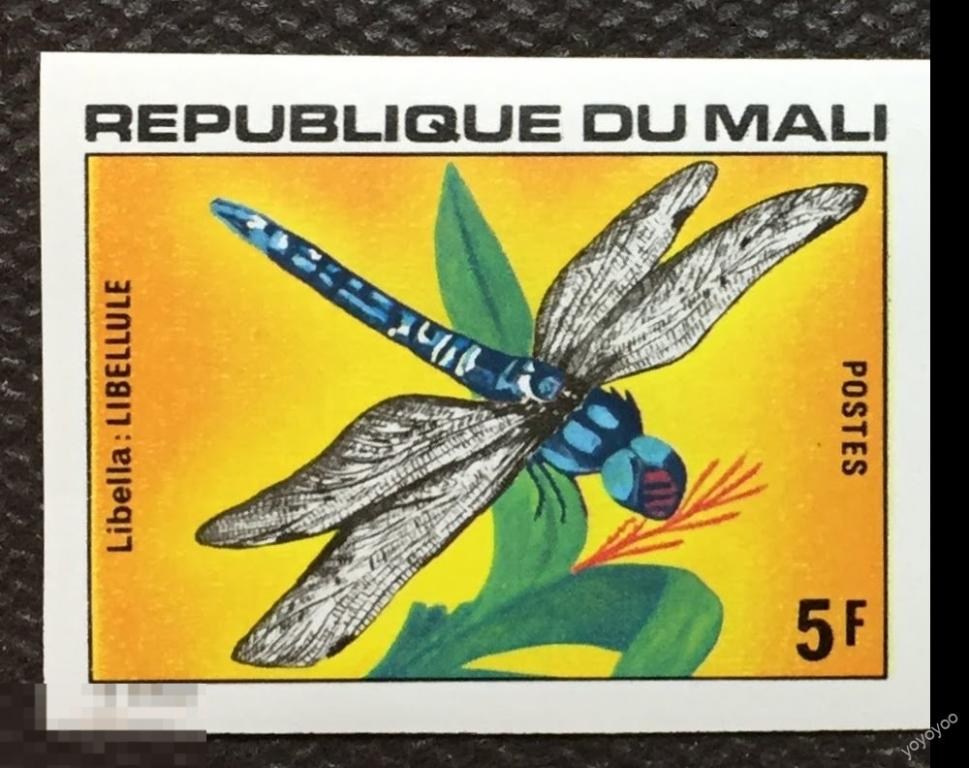 REPUBLIQUE DU MALI
Libella: LIBELLULE
POSTES
5F
yoyoyoo